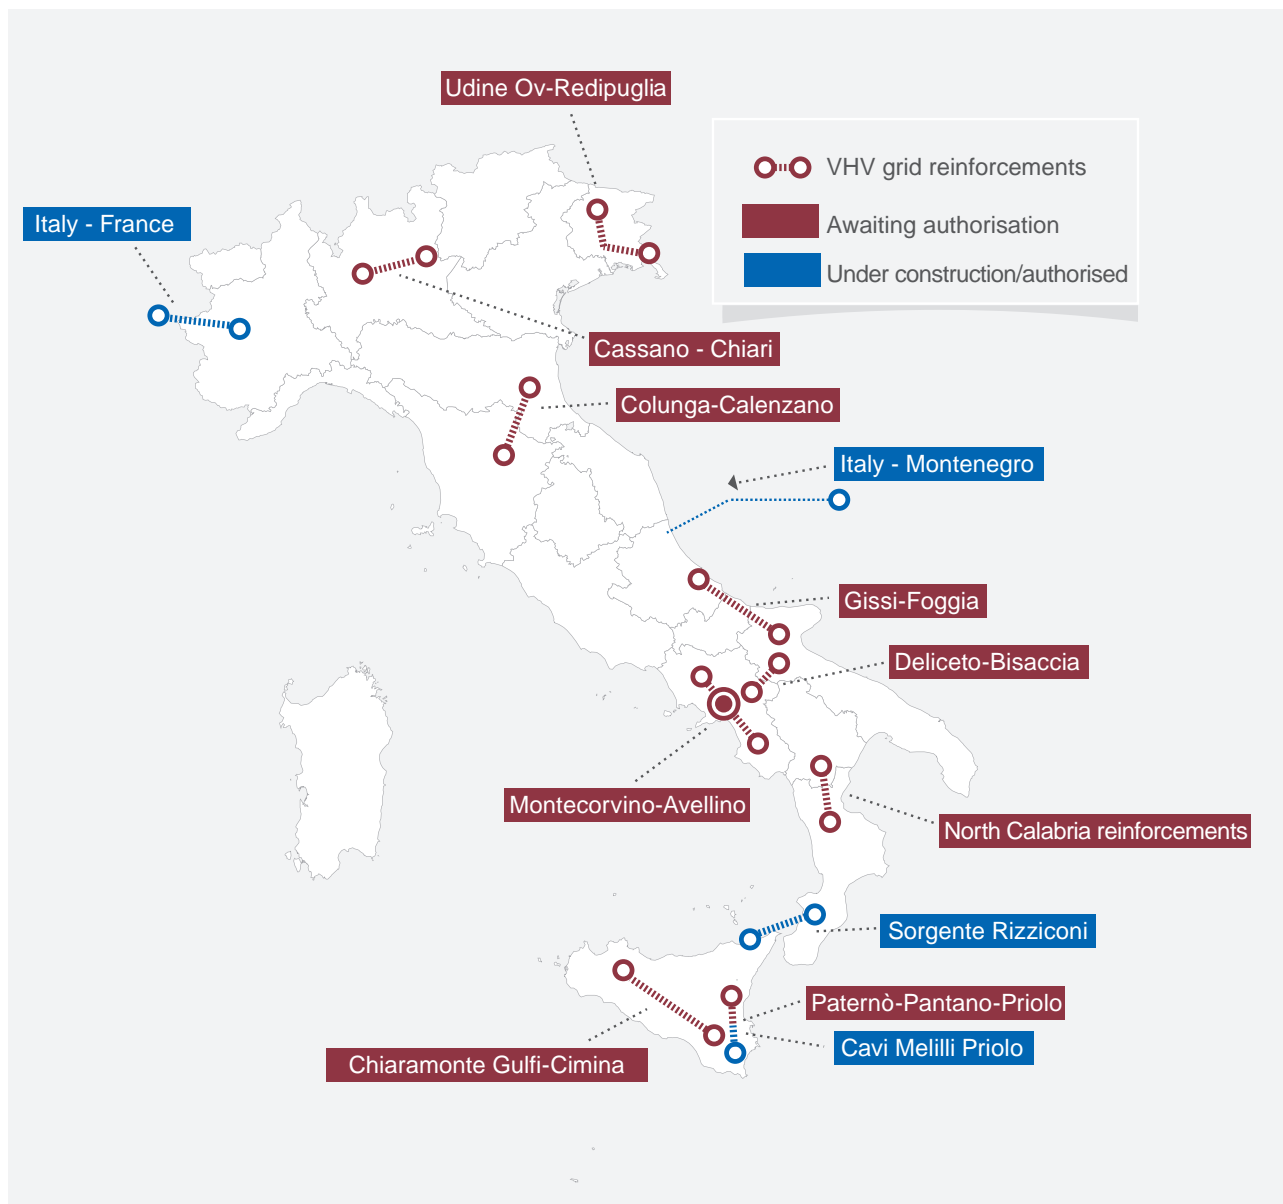 Udine Ov-Redipuglia
VHV grid reinforcements
Awaiting authorisation
Under construction/authorised
Italy - France
Cassano - Chiari
Colunga-Calenzano
Italy - Montenegro
Gissi-Foggia
Deliceto-Bisaccia
Montecorvino-Avellino
North Calabria reinforcements
Sorgente Rizziconi
Paternò-Pantano-Priolo
Cavi Melilli Priolo
Chiaramonte Gulfi-Cimina